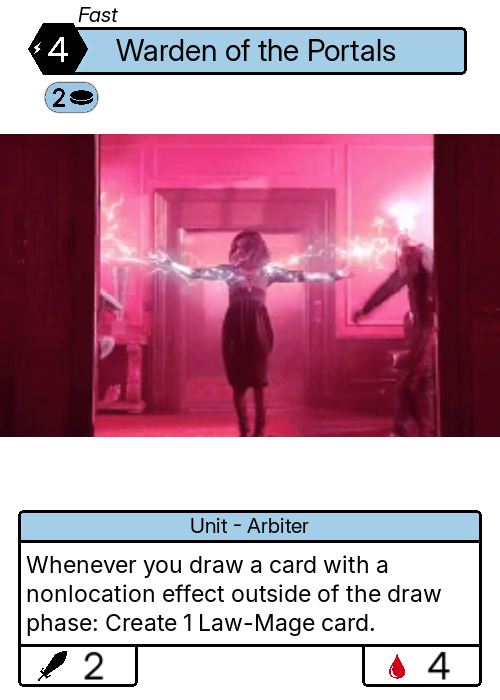 Fast
4 Warden of the Portals
2
Unit - Arbiter
Whenever you draw a card with a
nonlocation effect outside of the draw
phase: Create 1 Law-Mage card.
2 4